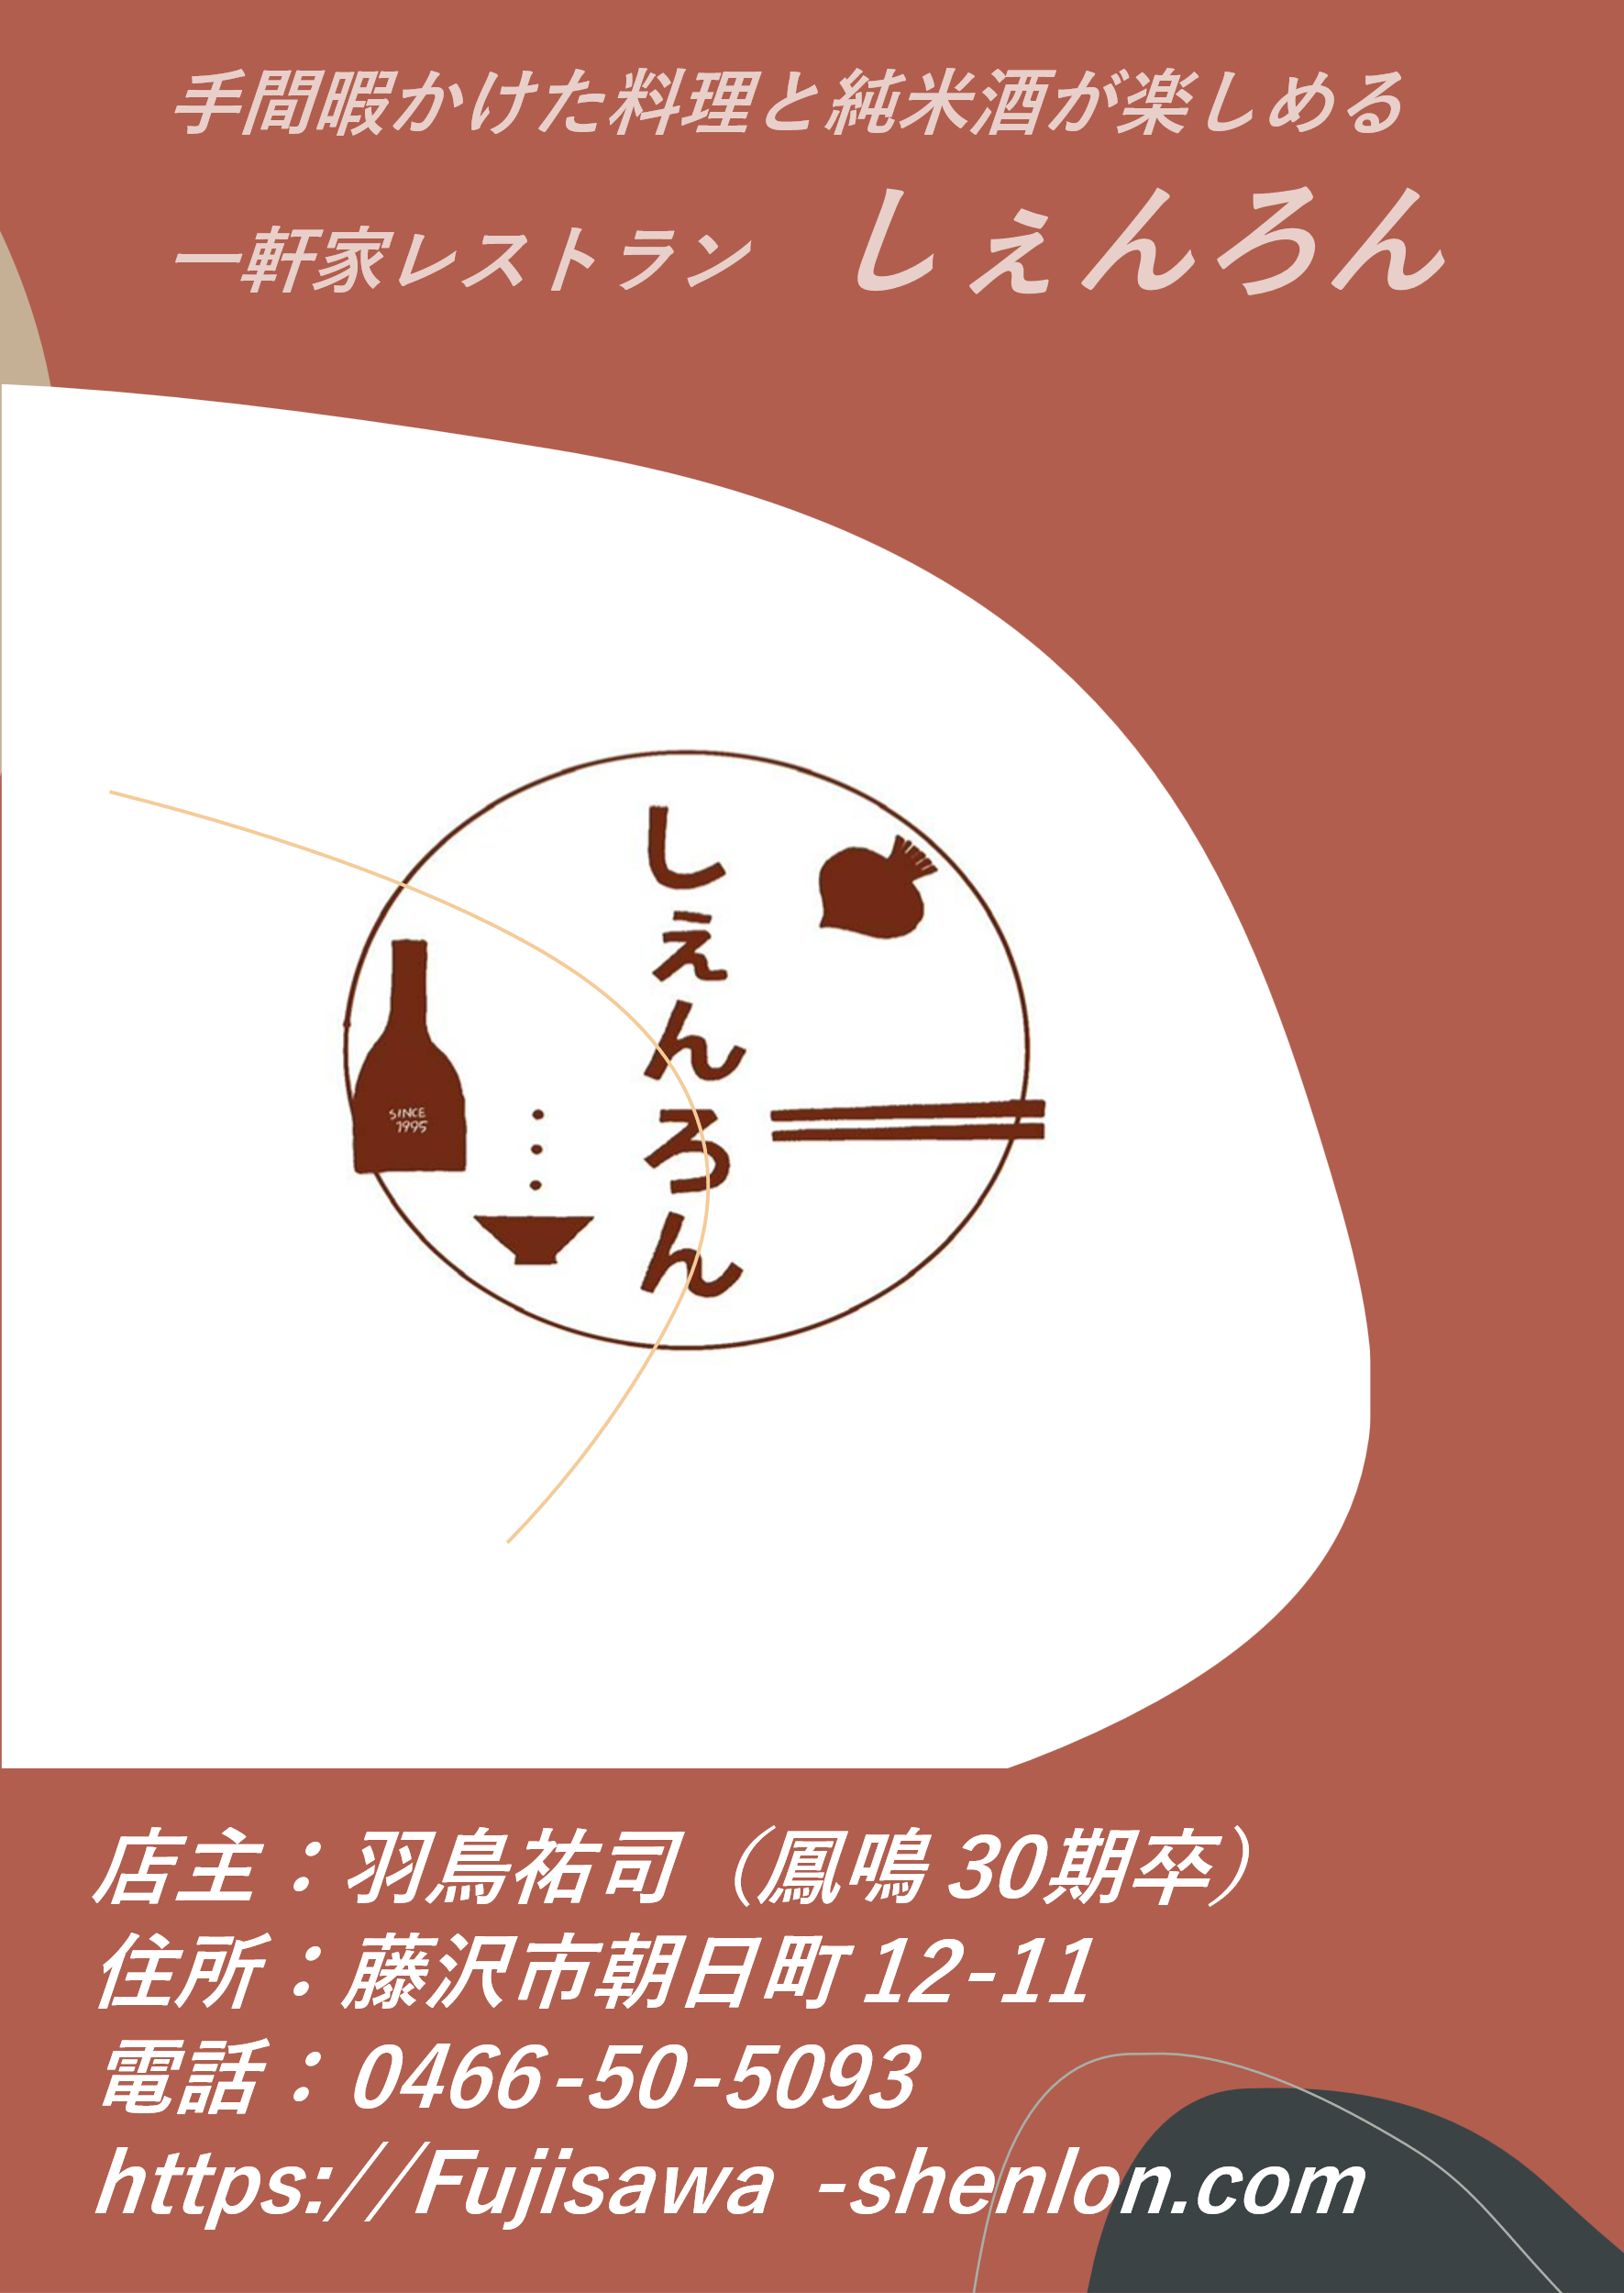 手間暇かけた料理と純米酒が楽しめる
一軒家レストラン しぇんろん
しぇんろん
SINCE
1995
店主：羽鳥祐司（鳳鳴 30期卒）
住所：藤沢市朝日町 12-11
電話：0466-50-5093
https://Fujisawa -shenlon.com